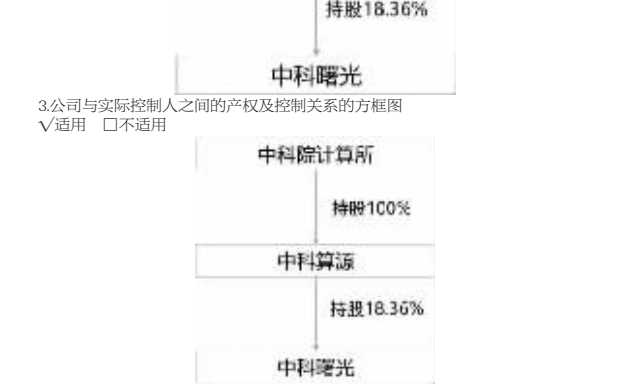 持股18.36%
中科曙光
3.公司与实际控制人之间的产权及控制关系的方框图
√适用 □不适用
中科院计算所
持股100%
中科算源
持股18.36%
中科曙光